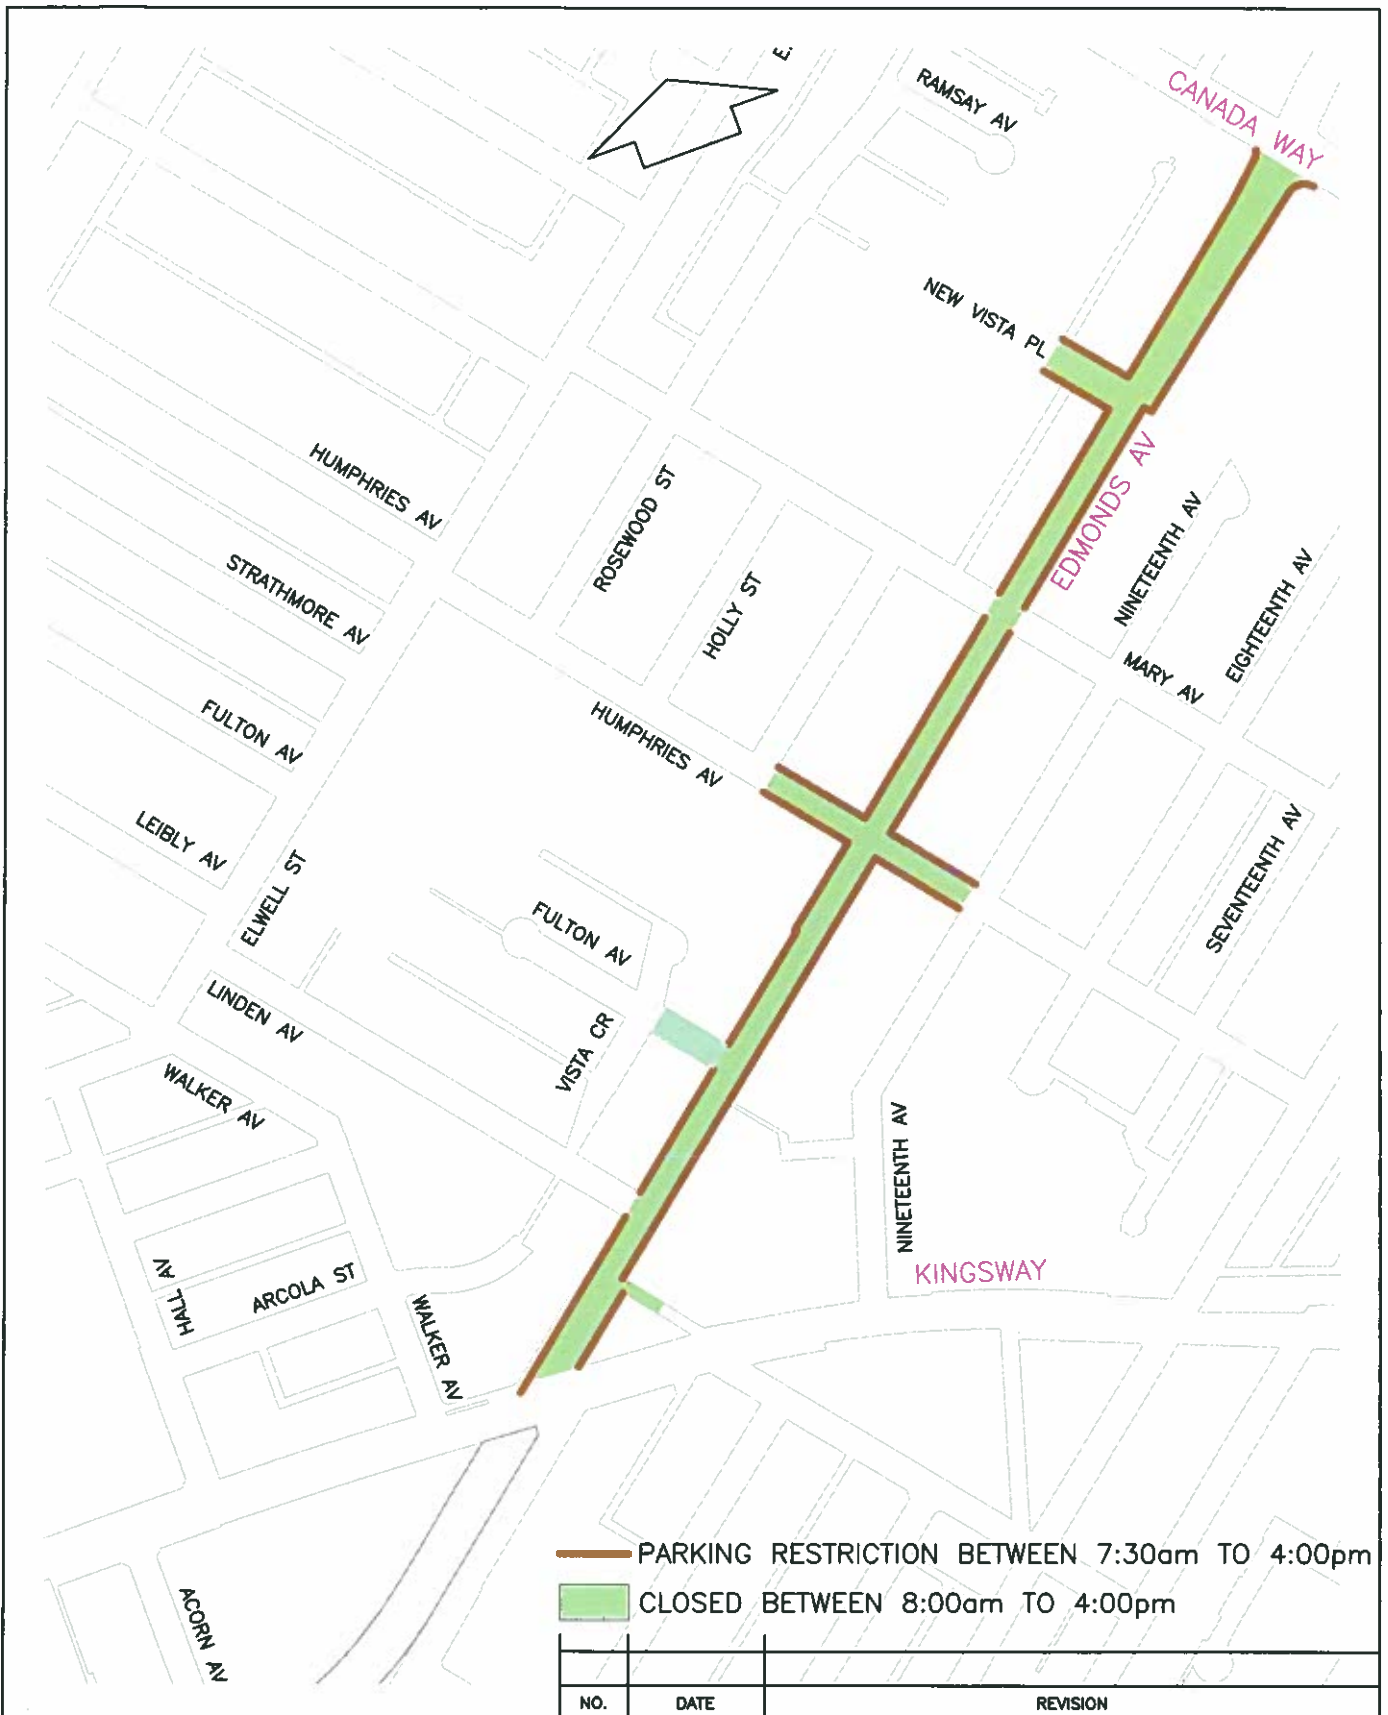 E.
RAMSAY AV
CANADA WAY
NEW VISTA PL
HUMPHRIES AV
ROSEWOOD ST
EDMONDS AV
NINETEENTH AV
STRATHMORE AV
HOLLY ST
EIGHTEENTH AV
MARY AV
FULTON AV
HUMPHRIES AV
LEIBLY AV
SEVENTEENTH AV
ELWELL ST
FULTON AV
LINDEN AV
VISTA CR
WALKER AV
NINETEENTH AV
HALL AV
ARCOLA ST
KINGSWAY
WALKER AV
PARKING RESTRICTION BETWEEN 7:30am TO 4:00pm
CLOSED BETWEEN 8:00am TO 4:00pm
ACORN AV
NO. DATE REVISION